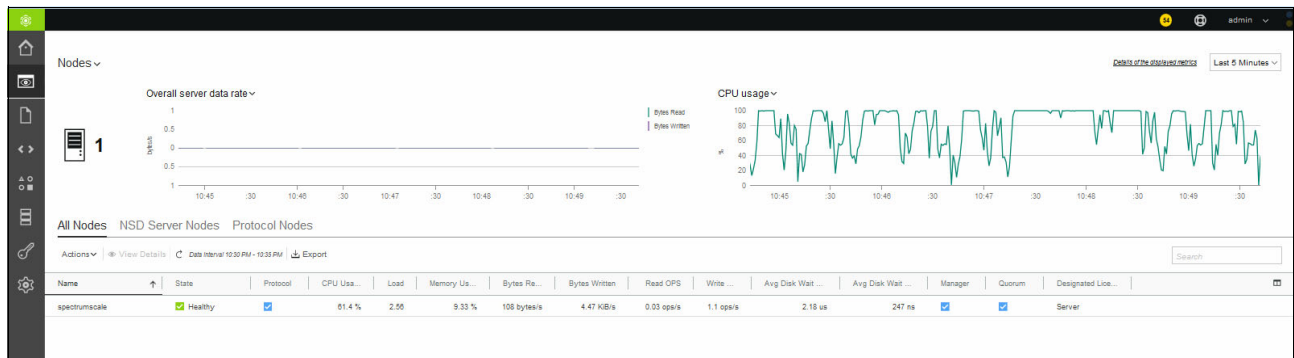 54 admin
Nodes
Details of the displayed metrics Last 5 Minutes
Overall server data rate
1
0.5
0
0.5
1
bytes/s
10:45 :30 10:46 :30 10:47 :30 10:48 :30 10:49 :30
Bytes Read
Bytes Written
1
CPU usage
100
80
60
40
20
0
%
10:45 :30 10:46 :30 10:47 :30 10:48 :30 10:49 :30
All Nodes NSD Server Nodes Protocol Nodes
Actions View Details Data Interval 10:30 PM - 10:35 PM Export Search
Name State Protocol CPU Usa... Load Memory Us... Bytes Re... Bytes Written Read OPS Write ... Avg Disk Wait ... Avg Disk Wait ... Manager Quorum Designated Lice...
spectrumscale Healthy 61.4 % 2.56 9.33 % 108 bytes/s 4.47 KiB/s 0.03 ops/s 1.1 ops/s 2.18 us 247 ns Server